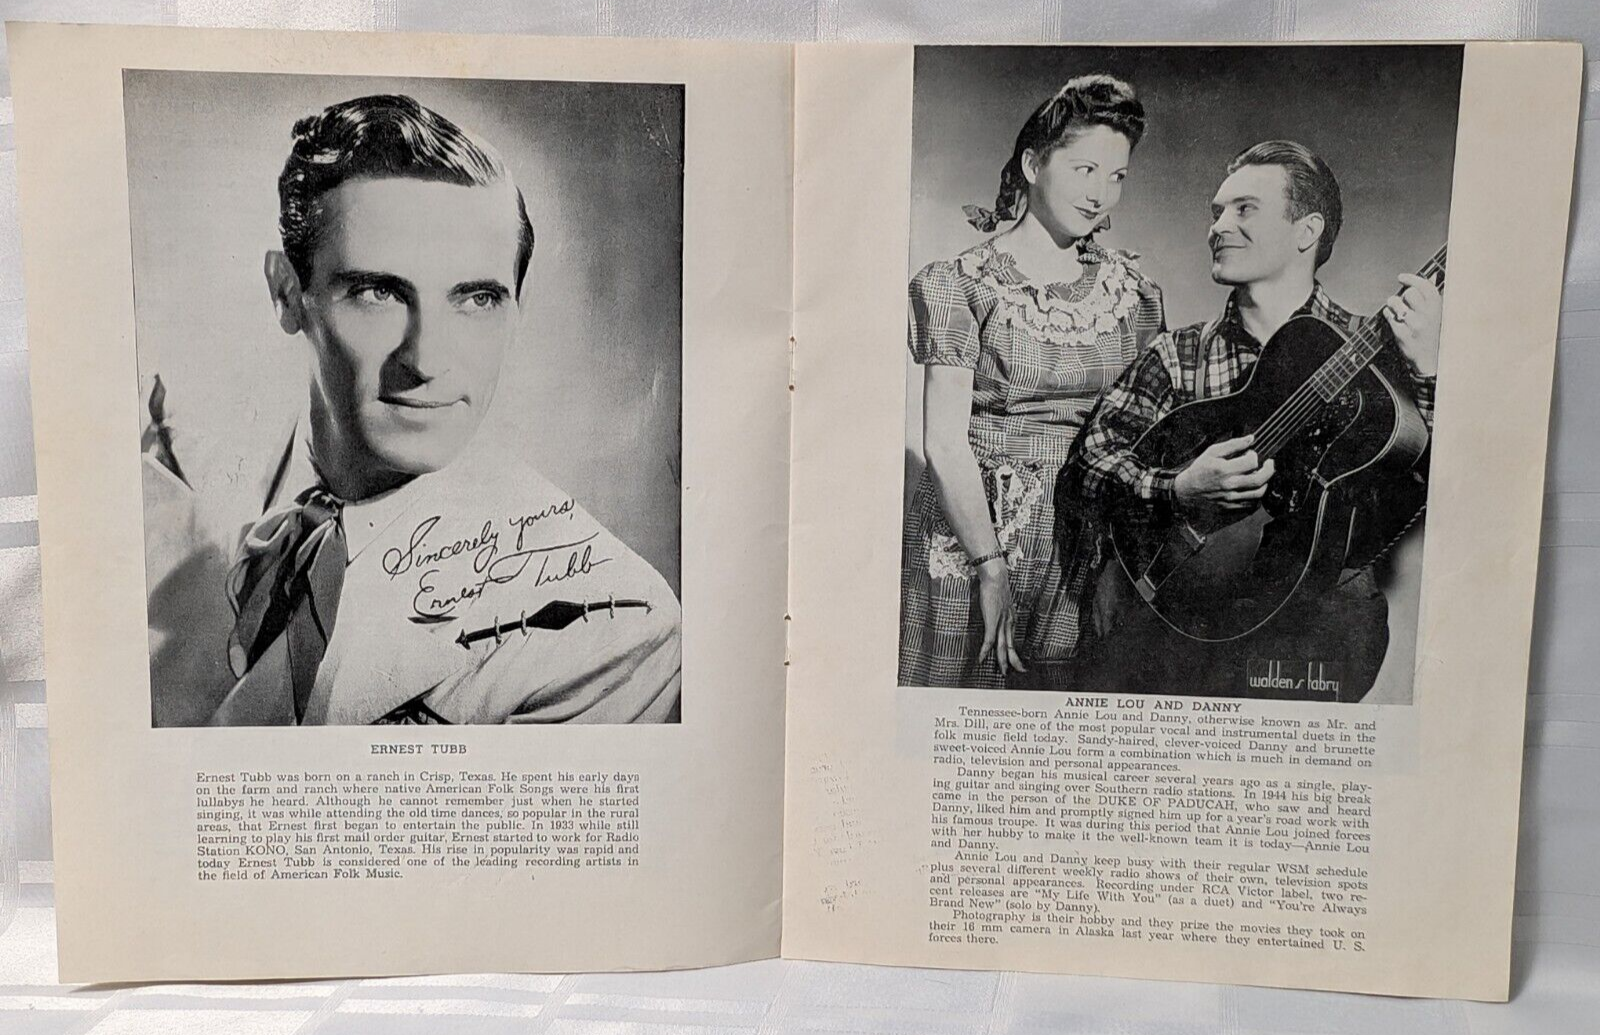 Sincerely yours,
Ernest Tubb
ERNEST TUBB
Ernest Tubb was born on a ranch in Crisp, Texas. He spent his early days
on the farm and ranch where native American Folk Songs were his first
lullabys he heard. Although he cannot remember just when he started
singing, it was while attending the old time dances, so popular in the rural
areas, that Ernest first began to entertain the public. In 1933 while still
learning to play his first mail order guitar, Ernest started to work for Radio
Station KONO, San Antonio, Texas. His rise in popularity was rapid and
today Ernest Tubb is considered one of the leading recording artists in
the field of American Folk Music.
walden s fabry
ANNIE LOU AND DANNY
Tennessee-born Annie Lou and Danny, otherwise known as Mr. and
Mrs. Dill, are one of the most popular vocal and instrumental duets in the
folk music field today. Sandy-haired, clever-voiced Danny and brunette
sweet-voiced Annie Lou form a combination which is much in demand on
radio, television and personal appearances.
Danny began his musical career several years ago as a single, play-
ing guitar and singing over Southern radio stations. In 1944 his big break
came in the person of the DUKE OF PADUCAH, who saw and heard
Danny, liked him and promptly signed him up for a year's road work with
his famous troupe. It was during this period that Annie Lou joined forces
with her hubby to make it the well-known team it is today—Annie Lou
and Danny.
Annie Lou and Danny keep busy with their regular WSM schedule
plus several different weekly radio shows of their own, television spots
and personal appearances. Recording under RCA Victor label, two re-
cent releases are "My Life With You" (as a duet) and "You're Always
Brand New" (solo by Danny).
Photography is their hobby and they prize the movies they took on
their 16 mm camera in Alaska last year where they entertained U. S.
forces there.